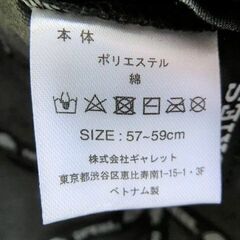 本体
ポリエステル
綿
SIZE : 57~59cm
株式会社ギャレット
東京都渋谷区恵比寿南1-15-1・3F
ベトナム製